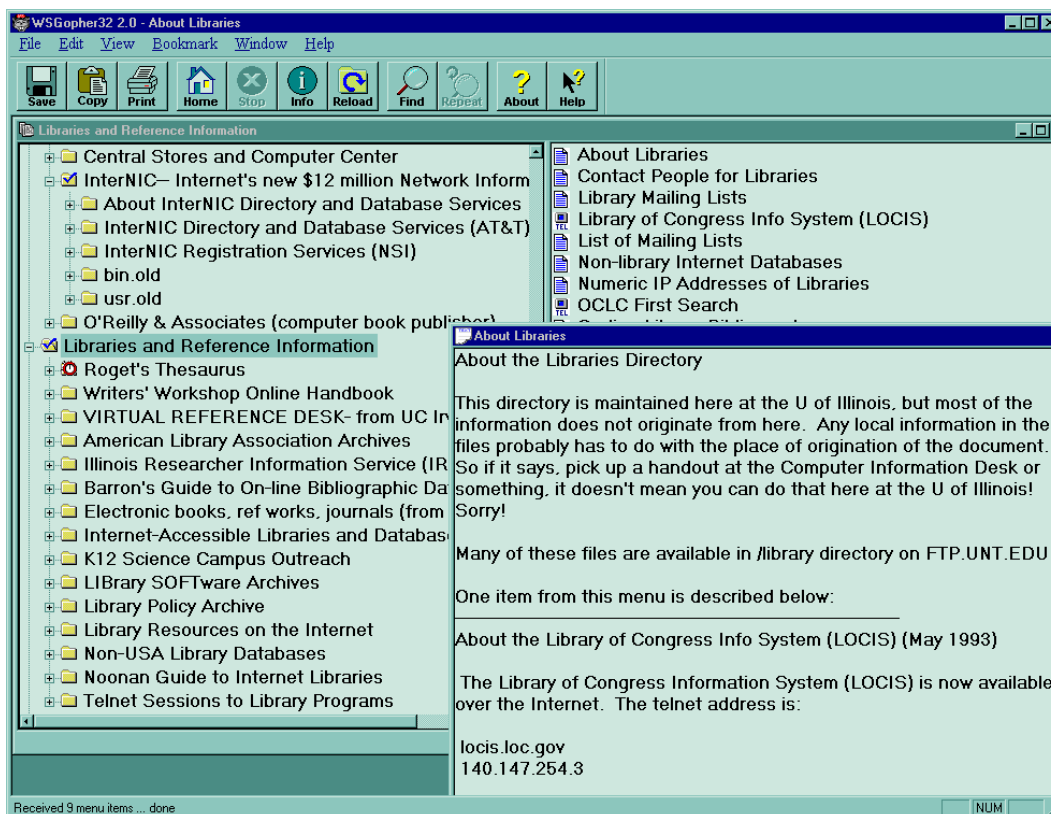 WSGopher32 2.0 - About Libraries
File Edit View Bookmark Window Help
Save Copy Print Home Stop Info Reload Find Repeat About Help
Libraries and Reference Information
Central Stores and Computer Center
InterNIC— Internet's new $12 million Network Inform
About InterNIC Directory and Database Services
InterNIC Directory and Database Services (AT&T)
InterNIC Registration Services (NSI)
bin.old
usr.old
O'Reilly & Associates (computer book publisher)
Libraries and Reference Information
Roget's Thesaurus
Writers' Workshop Online Handbook
VIRTUAL REFERENCE DESK- from UC Ir
American Library Association Archives
Illinois Researcher Information Service (IR
Barron's Guide to On-line Bibliographic Da
Electronic books, ref works, journals (from
Internet-Accessible Libraries and Databas
K12 Science Campus Outreach
LIBrary SOFTware Archives
Library Policy Archive
Library Resources on the Internet
Non-USA Library Databases
Noonan Guide to Internet Libraries
Telnet Sessions to Library Programs
About Libraries
Contact People for Libraries
Library Mailing Lists
TEL Library of Congress Info System (LOCIS)
List of Mailing Lists
Non-library Internet Databases
Numeric IP Addresses of Libraries
TEL OCLC First Search
About Libraries
About the Libraries Directory
This directory is maintained here at the U of Illinois, but most of the
information does not originate from here. Any local information in the
files probably has to do with the place of origination of the document.
So if it says, pick up a handout at the Computer Information Desk or
something, it doesn't mean you can do that here at the U of Illinois!
Sorry!
Many of these files are available in /library directory on FTP.UNT.EDU
One item from this menu is described below:
About the Library of Congress Info System (LOCIS) (May 1993)
The Library of Congress Information System (LOCIS) is now available
over the Internet. The telnet address is:
locis.loc.gov
140.147.254.3
Received 9 menu items ... done
NUM